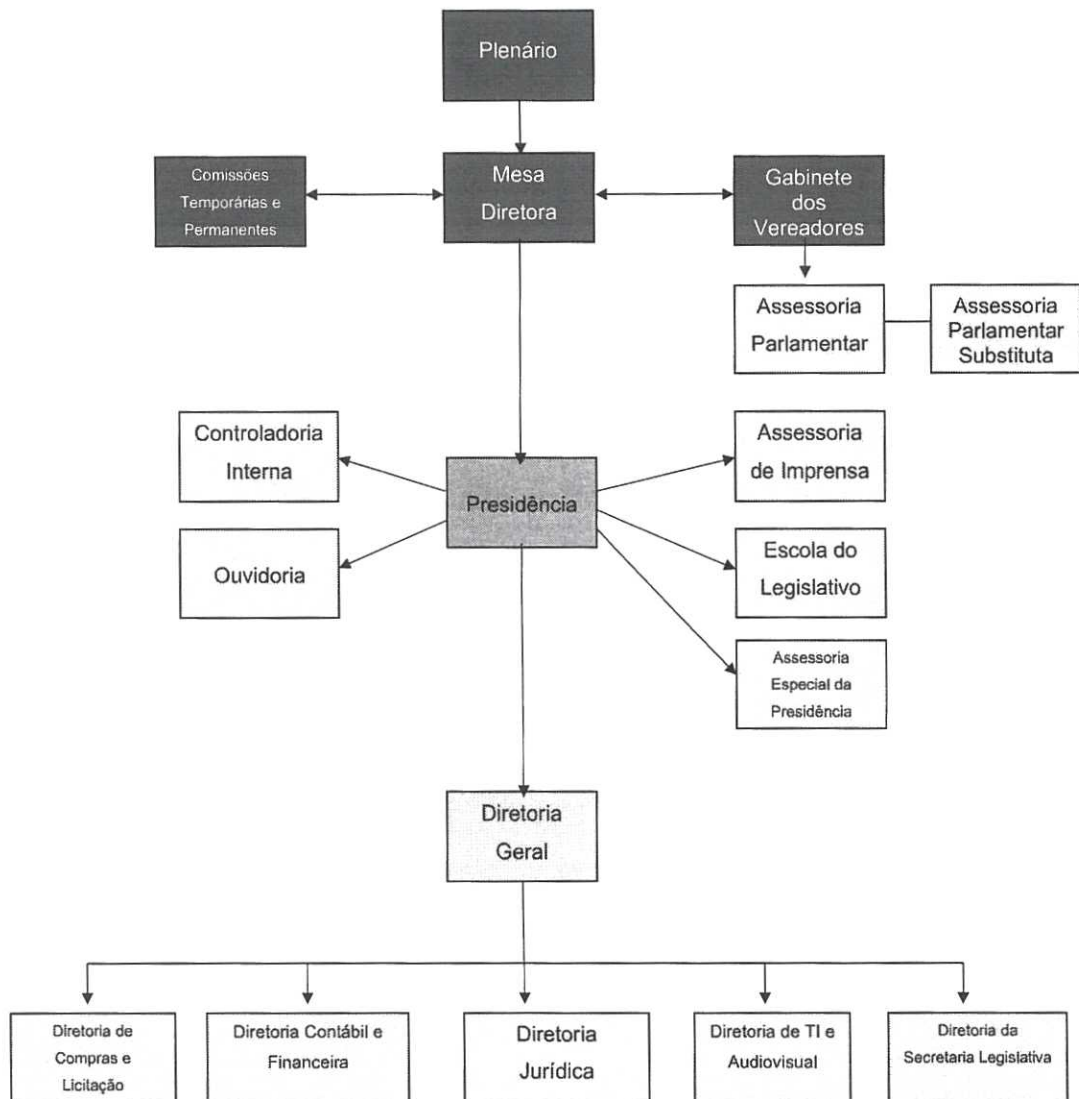 Plenário
Comissões
Temporárias e
Permanentes
Mesa
Diretora
Gabinete
dos
Vereadores
Assessoria
Parlamentar
Assessoria
Parlamentar
Substituta
Controladoria
Interna
Assessoria
de Imprensa
Presidência
Ouvidoria
Escola do
Legislativo
Assessoria
Especial da
Presidência
Diretoria
Geral
Diretoria de
Compras e
Licitação
Diretoria Contábil e
Financeira
Diretoria
Jurídica
Diretoria de TI e
Audiovisual
Diretoria da
Secretaria Legislativa